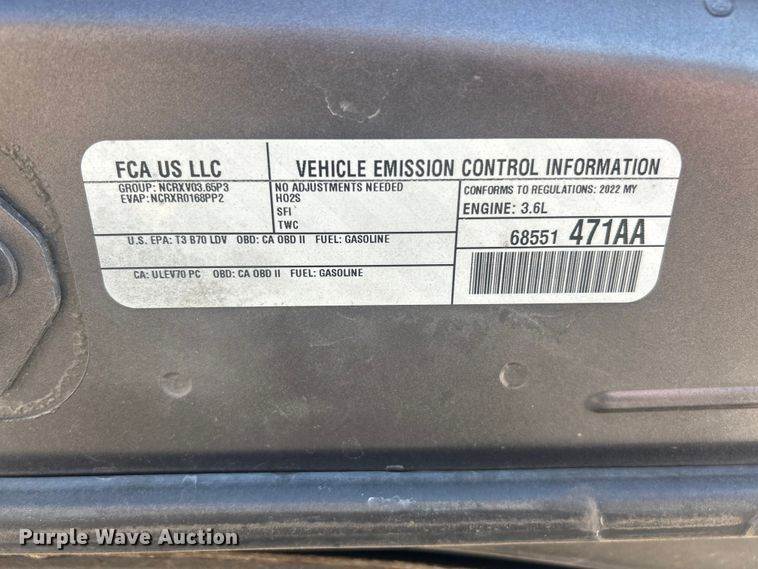 FCA US LLC
GROUP: NCRXV03.65P3
EVAP: NCRXR0168PP2
VEHICLE EMISSION CONTROL INFORMATION
NO ADJUSTMENTS NEEDED
HO2S
SFI
TWC
CONFORMS TO REGULATIONS: 2022 MY
ENGINE: 3.6L
U.S. EPA: T3 B70 LDV OBD: CA OBD II FUEL: GASOLINE
CA: ULEV70 PC OBD: CA OBD II FUEL: GASOLINE
68551 471AA
Purple Wave Auction